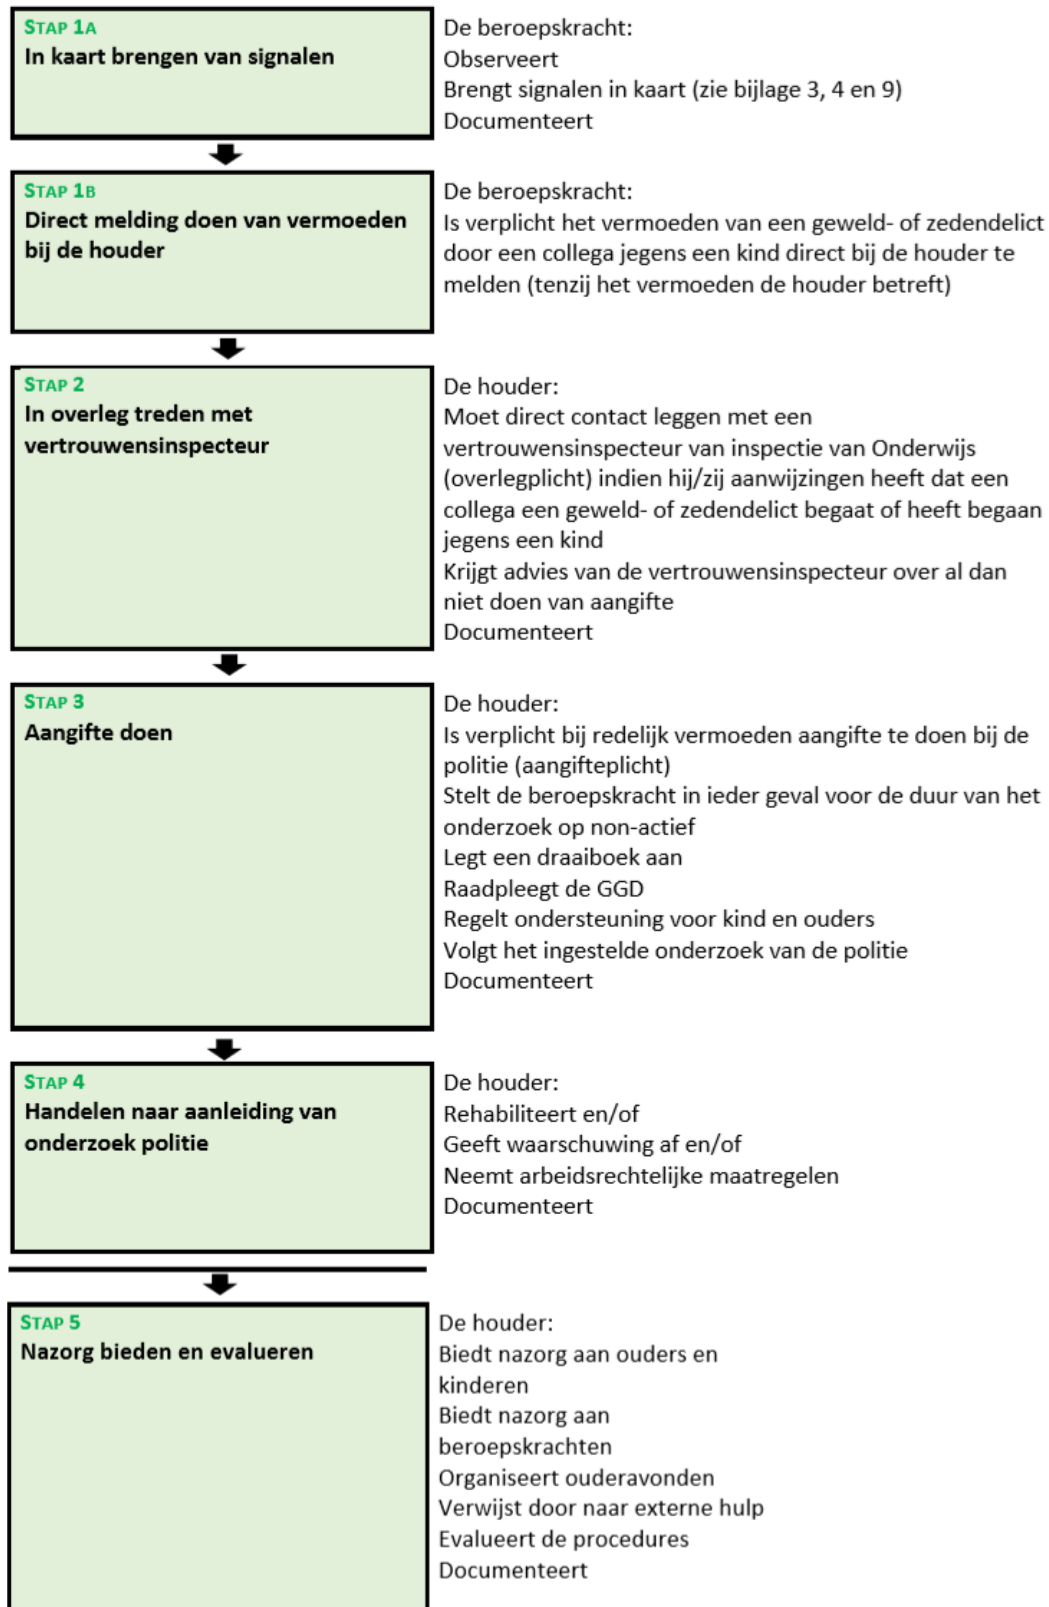 STAP 1A
In kaart brengen van signalen
De beroepskracht:
Observeert
Brengt signalen in kaart (zie bijlage 3, 4 en 9)
Documenteert
STAP 1B
Direct melding doen van vermoeden
bij de houder
De beroepskracht:
Is verplicht het vermoeden van een geweld- of zedendelict
door een collega jegens een kind direct bij de houder te
melden (tenzij het vermoeden de houder betreft)
STAP 2
In overleg treden met
vertrouwensinspecteur
De houder:
Moet direct contact leggen met een
vertrouwensinspecteur van inspectie van Onderwijs
(overlegplicht) indien hij/zij aanwijzingen heeft dat een
collega een geweld- of zedendelict begaat of heeft begaan
jegens een kind
Krijgt advies van de vertrouwensinspecteur over al dan
niet doen van aangifte
Documenteert
STAP 3
Aangifte doen
De houder:
Is verplicht bij redelijk vermoeden aangifte te doen bij de
politie (aangifteplicht)
Stelt de beroepskracht in ieder geval voor de duur van het
onderzoek op non-actief
Legt een draaiboek aan
Raadpleegt de GGD
Regelt ondersteuning voor kind en ouders
Volgt het ingestelde onderzoek van de politie
Documenteert
STAP 4
Handelen naar aanleiding van
onderzoek politie
De houder:
Rehabiliteert en/of
Geeft waarschuwing af en/of
Neemt arbeidsrechtelijke maatregelen
Documenteert
STAP 5
Nazorg bieden en evalueren
De houder:
Biedt nazorg aan ouders en
kinderen
Biedt nazorg aan
beroepskrachten
Organiseert ouderavonden
Verwijst door naar externe hulp
Evalueert de procedures
Documenteert